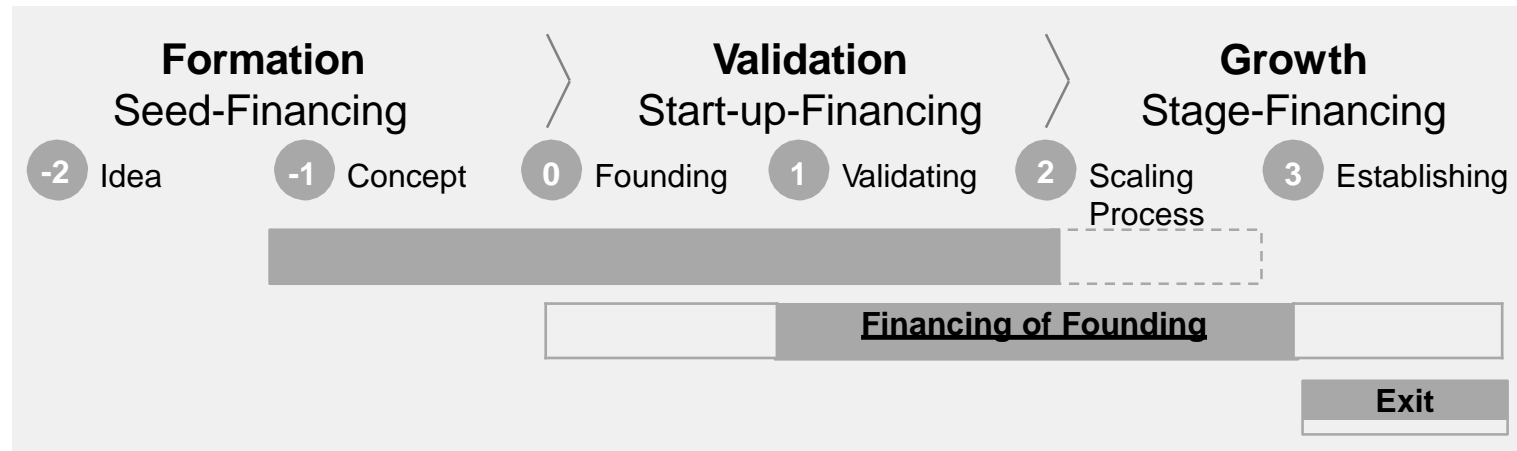 Formation
Validation
Growth
Seed-Financing
Start-up-Financing
Stage-Financing
-2 Idea
-1 Concept
0 Founding
1 Validating
2 Scaling
Process
3 Establishing
Financing of Founding
Exit